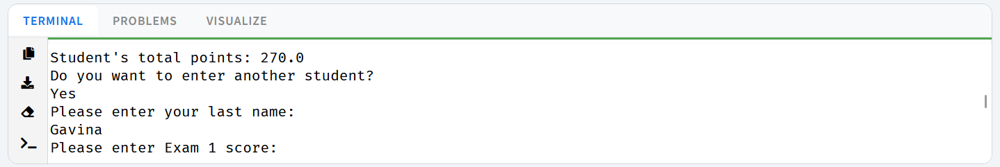 TERMINAL PROBLEMS VISUALIZE
Student's total points: 270.0
Do you want to enter another student?
Yes
Please enter your last name:
Gavina
Please enter Exam 1 score: